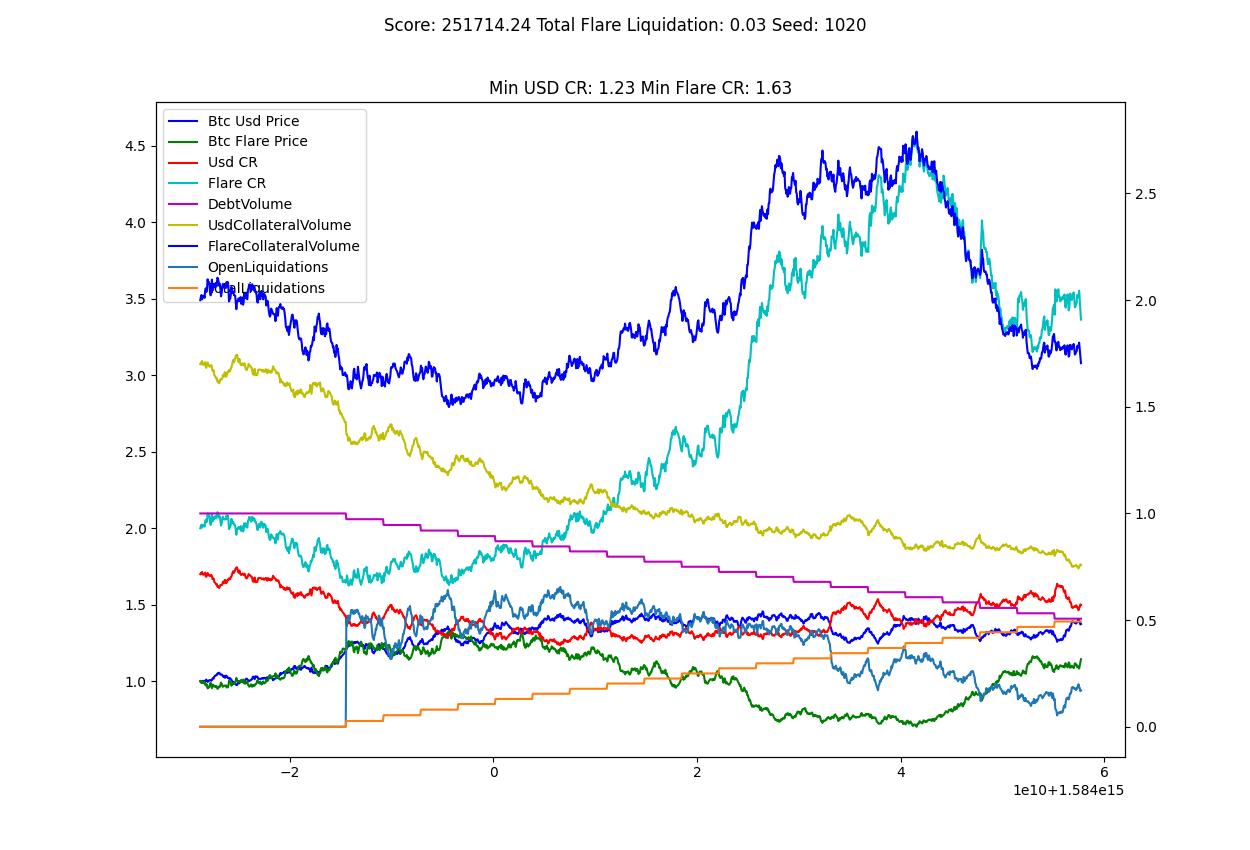 Score: 251714.24 Total Flare Liquidation: 0.03 Seed: 1020
Min USD CR: 1.23 Min Flare CR: 1.63
Btc Usd Price
Btc Flare Price
Usd CR
Flare CR
DebtVolume
UsdCollateralVolume
FlareCollateralVolume
OpenLiquidations
TotalLiquidations
4.5
4.0
3.5
3.0
2.5
2.0
1.5
1.0
2.5
2.0
1.5
1.0
0.5
0.0
−2
0
2
4
6
1e10+1.584e15